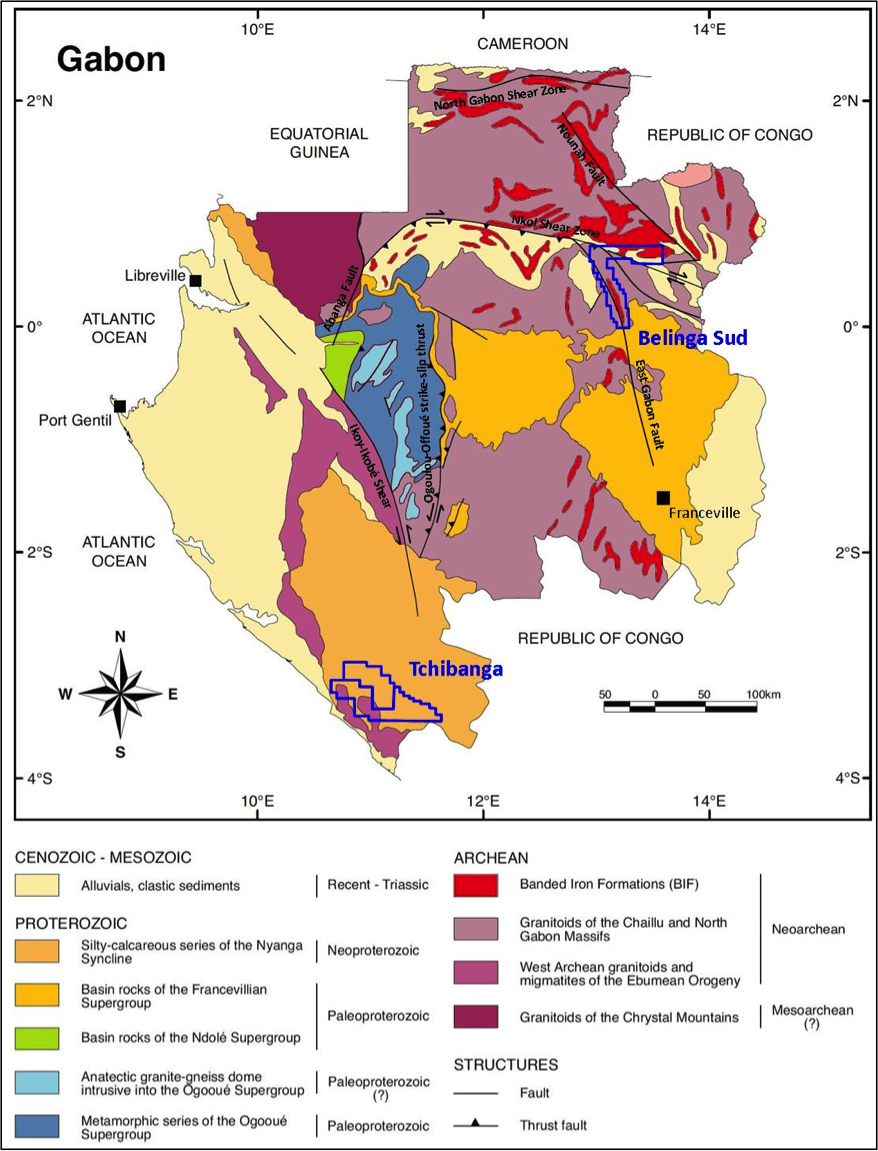 10°E
14°E
CAMEROON
Gabon
2°N
2°N
North Gabon Shear Zone
EQUATORIAL
GUINEA
REPUBLIC OF CONGO
Nounah Fault
Nkol Shear Zone
Libreville
Abanga Fault
ATLANTIC
OCEAN
0°
0°
Belinga Sud
Ogoulou-Offoué strike-slip thrust
East Gabon Fault
Port Gentil
Ikoy-Ikobé Shear
Franceville
ATLANTIC
OCEAN
2°S
2°S
REPUBLIC OF CONGO
N
W
E
S
Tchibanga
50
0
50
100km
4°S
4°S
10°E
12°E
14°E
CENOZOIC - MESOZOIC
Alluvials, clastic sediments
Recent - Triassic
PROTEROZOIC
Silty-calcareous series of the Nyanga
Syncline
Neoproterozoic
Basin rocks of the Francevillian
Supergroup
Paleoproterozoic
Basin rocks of the Ndolé Supergroup
Anatectic granite-gneiss dome
intrusive into the Ogooué Supergroup
Paleoproterozoic
(?)
Metamorphic series of the Ogooué
Supergroup
Paleoproterozoic
ARCHEAN
Banded Iron Formations (BIF)
Granitoids of the Chaillu and North
Gabon Massifs
Neoarchean
West Archean granitoids and
migmatites of the Ebumean Orogeny
Granitoids of the Chrystal Mountains
Mesoarchean
(?)
STRUCTURES
Fault
Thrust fault